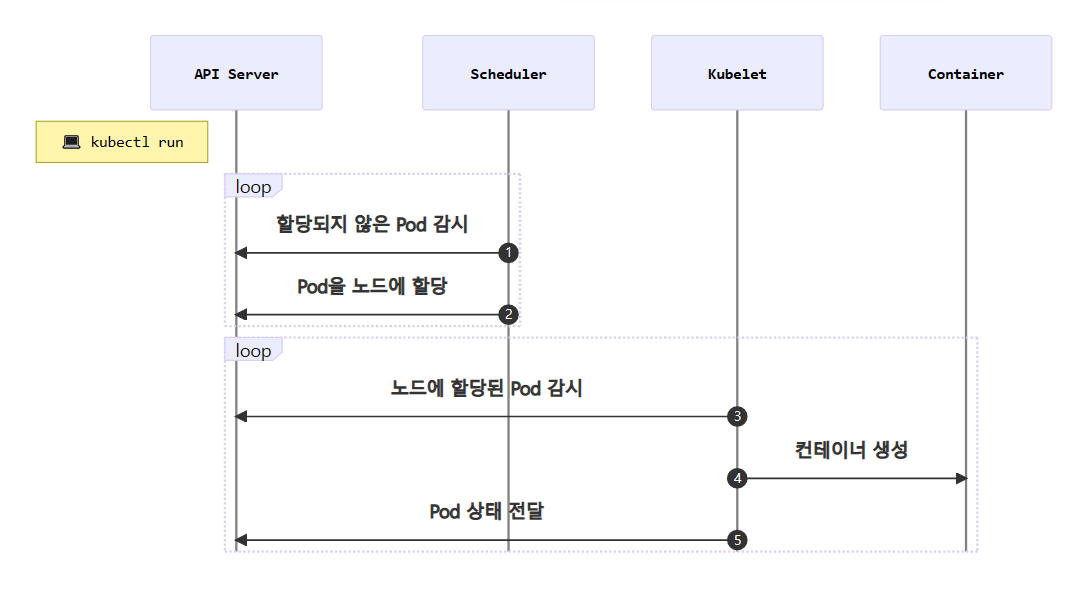 API Server
Scheduler
Kubelet
Container
💻 kubectl run
loop
할당되지 않은 Pod 감시
1
Pod을 노드에 할당
2
loop
노드에 할당된 Pod 감시
3
컨테이너 생성
4
Pod 상태 전달
5